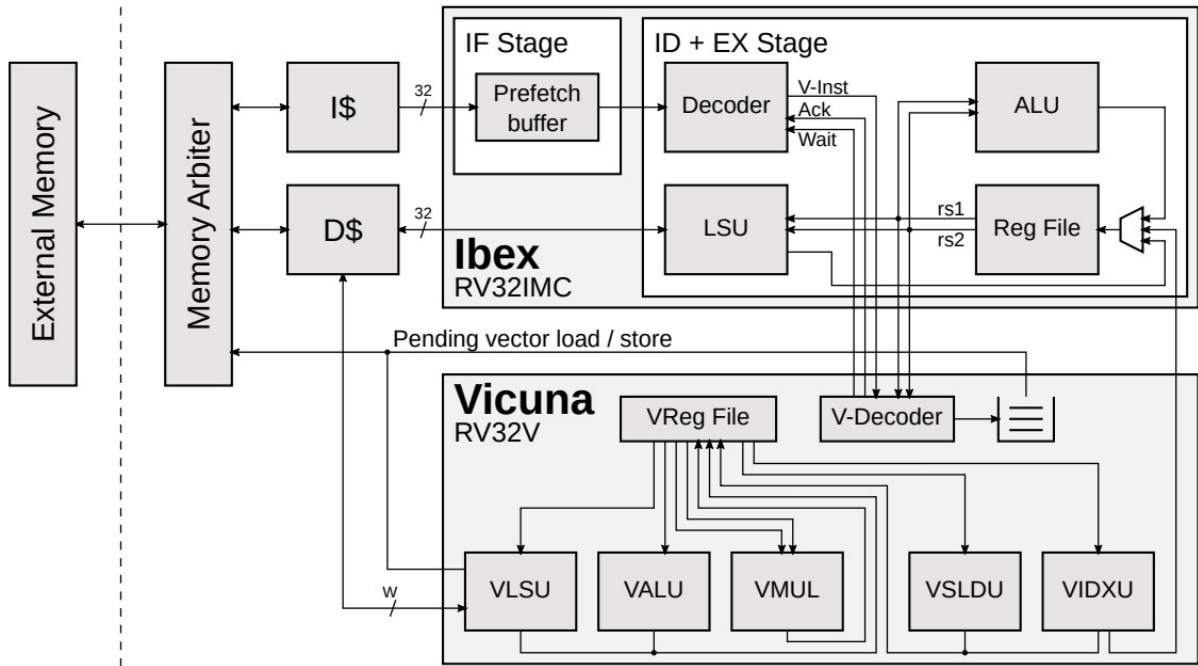 External Memory
Memory Arbiter
I$
32
D$
32
IF Stage
Prefetch
buffer
ID + EX Stage
Decoder
V-Inst
Ack
Wait
ALU
LSU
rs1
rs2
Reg File
Ibex
RV32IMC
Pending vector load / store
Vicuna
RV32V
VReg File
V-Decoder
w
VLSU
VALU
VMUL
VSLDU
VIDXU